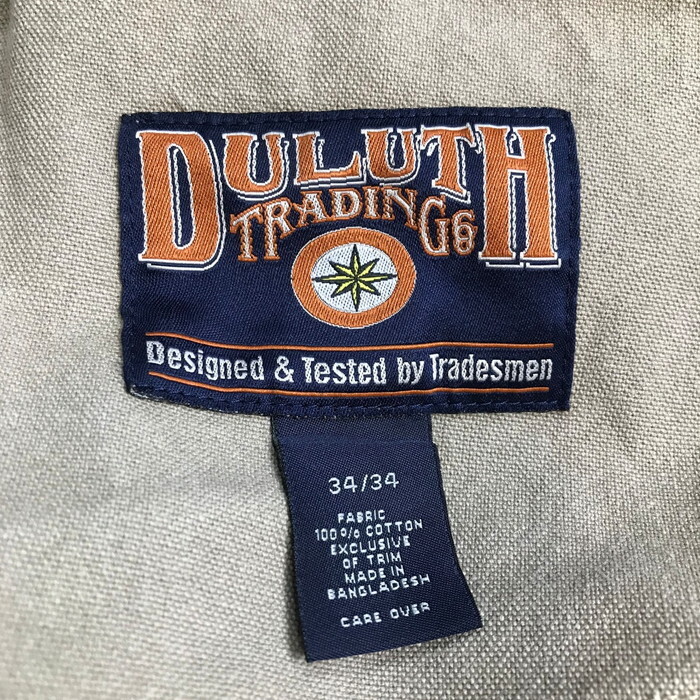 DULUTH
TRADING Co
Designed & Tested by Tradesmen
34/34
FABRIC
100% COTTON
EXCLUSIVE
OF TRIM
MADE IN
BANGLADESH
CARE OVER